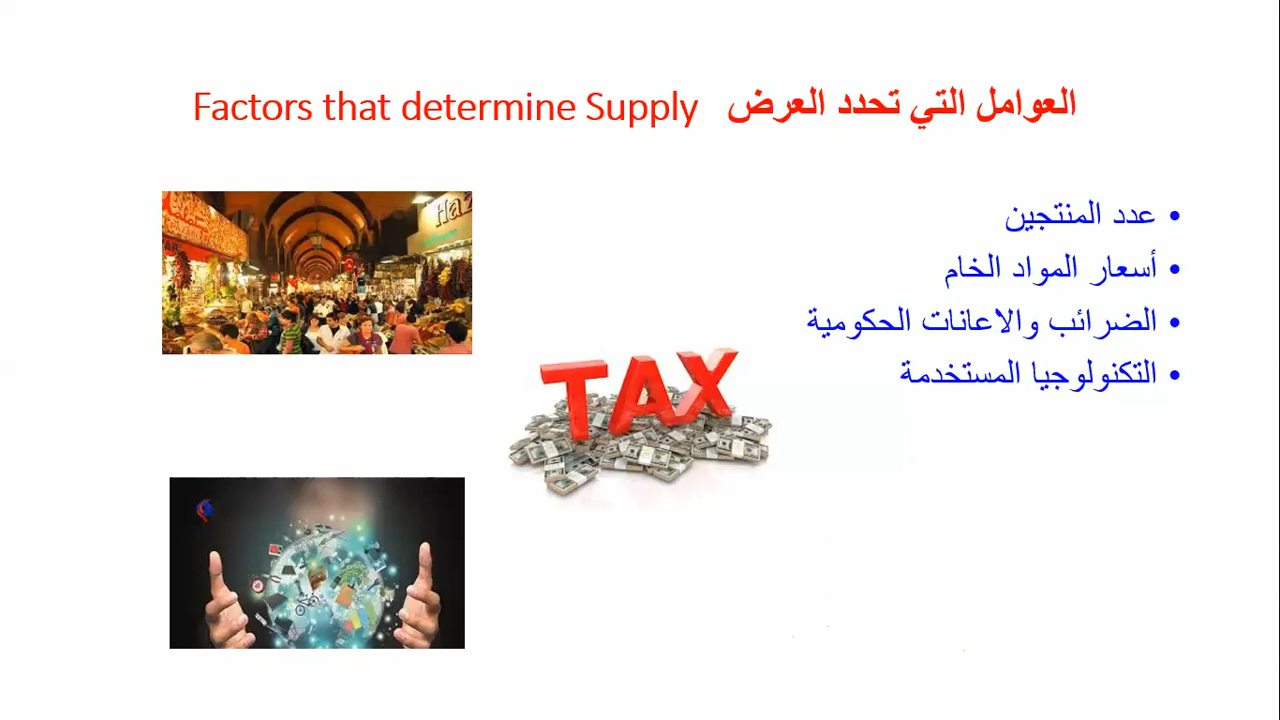 العوامل التي تحدد العرض Factors that determine Supply
• عدد المنتجين
• أسعار المواد الخام
• الضرائب والاعانات الحكومية
• التكنولوجيا المستخدمة
Haz
TAX